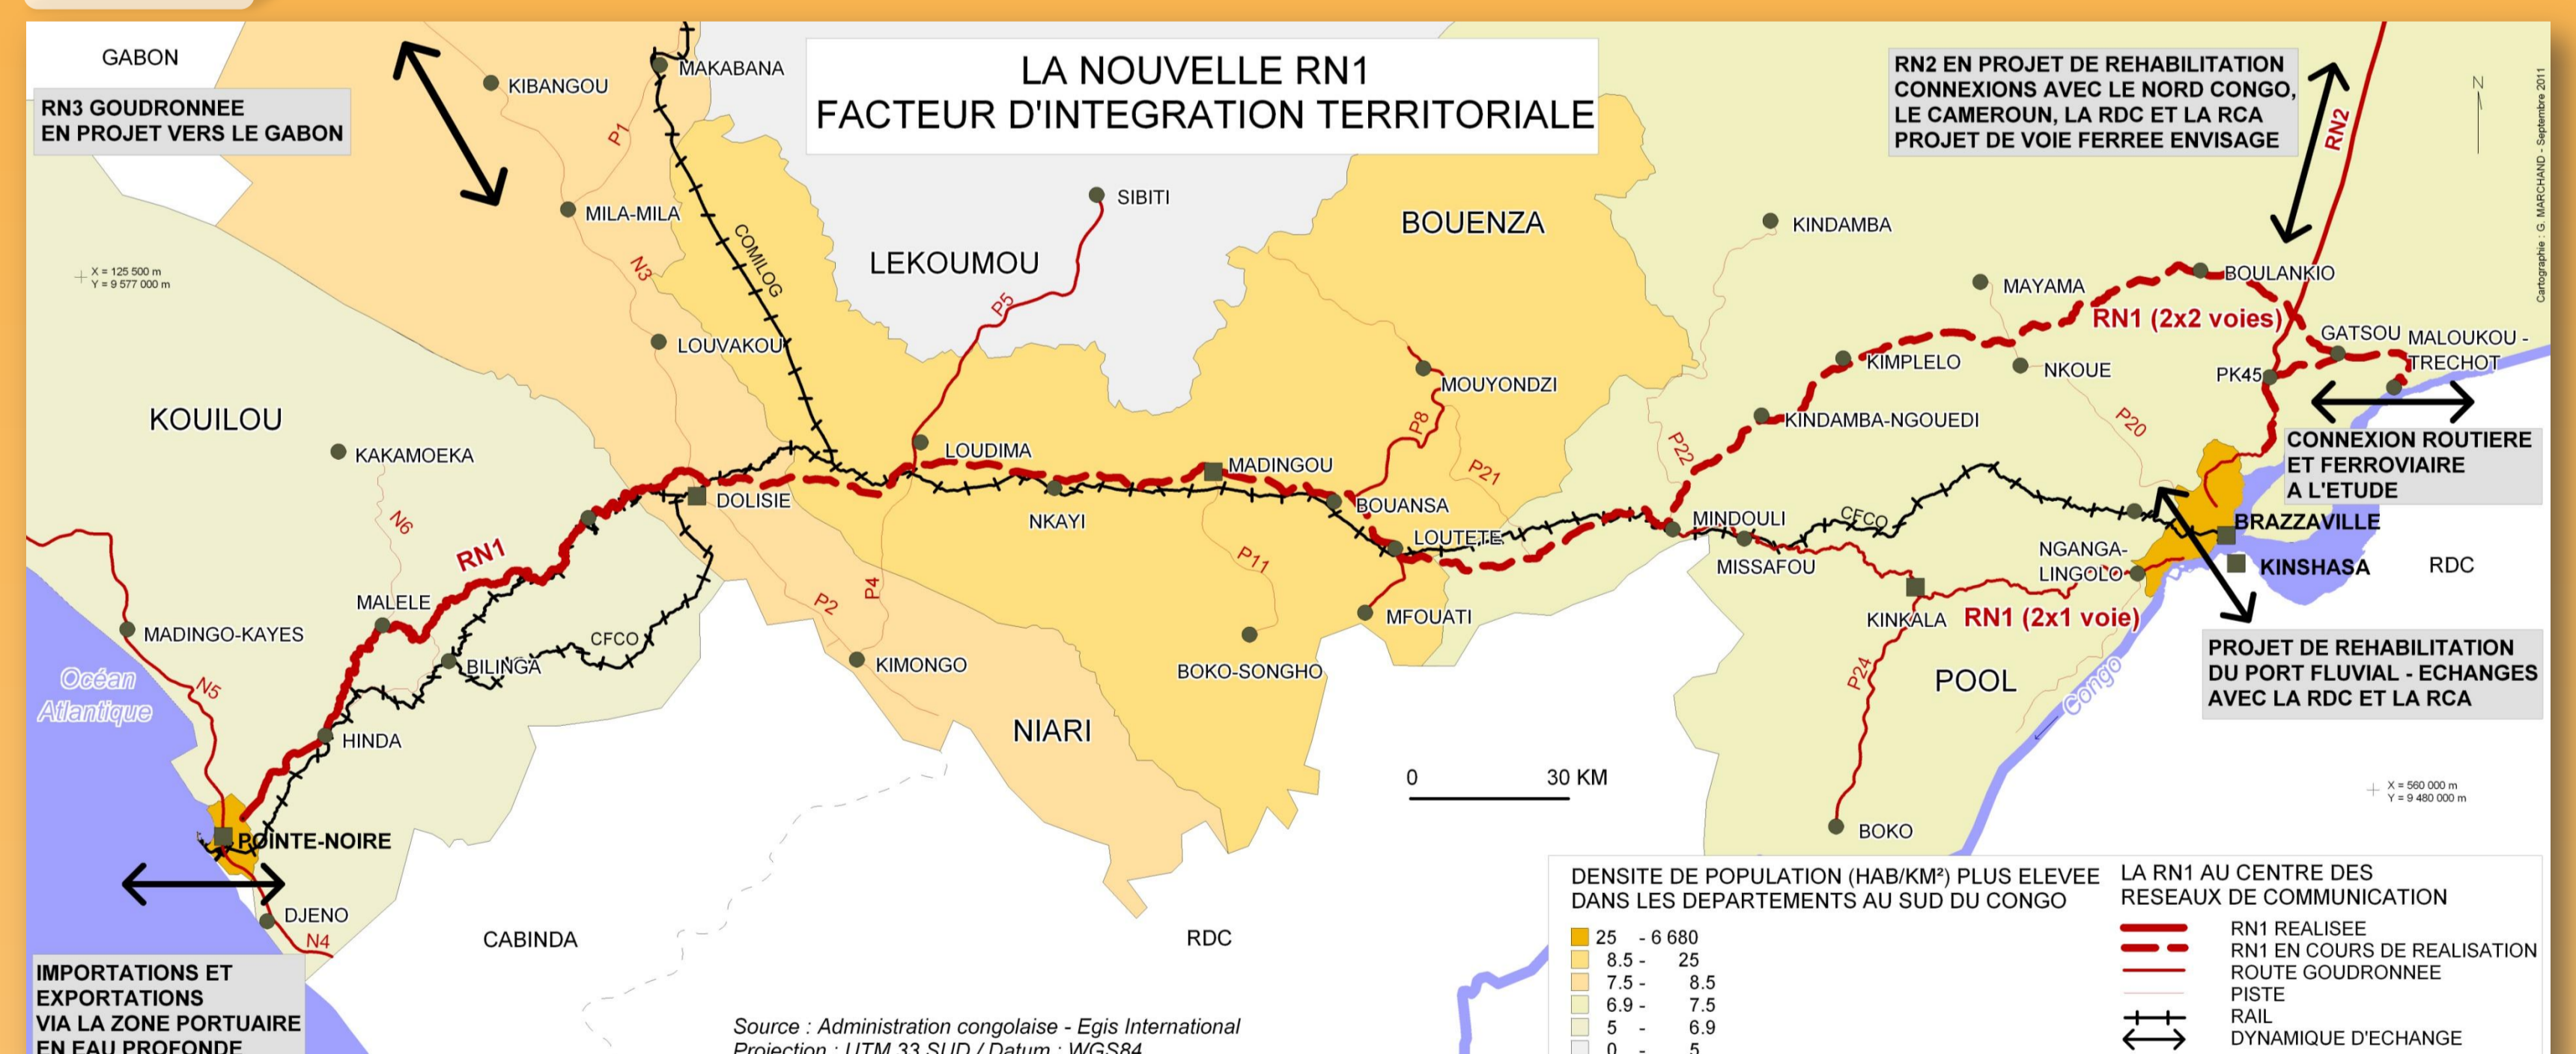 LA NOUVELLE RN1
FACTEUR D'INTEGRATION TERRITORIALE
GABON
RN3 GOUDRONNEE
EN PROJET VERS LE GABON
KIBANGOU
MAKABANA
P1
MILA-MILA
N3
COMILOG
LOUVAKOU
SIBITI
LEKOUMOU
P5
BOUENZA
RN2 EN PROJET DE REHABILITATION
CONNEXIONS AVEC LE NORD CONGO,
LE CAMEROUN, LA RDC ET LA RCA
PROJET DE VOIE FERREE ENVISAGE
RN2
N
Cartographie : G. MARCHAND - Septembre 2011
X = 125 500 m
Y = 9 577 000 m
KINDAMBA
MAYAMA
BOULANKIO
RN1 (2x2 voies)
GATSOU
MALOUKOU -
TRECHOT
KIMPLELO
NKOUE
PK45
MOUYONDZI
P8
KINDAMBA-NGOUEDI
P22
P20
CONNEXION ROUTIERE
ET FERROVIAIRE
A L'ETUDE
KOUILOU
KAKAMOEKA
N6
RN1
DOLISIE
LOUDIMA
NKAYI
MADINGOU
BOUANSA
P21
LOUTETE
MINDOULI
MISSAFOU
CFCO
BRAZZAVILLE
NGANGA-
LINGOLO
KINSHASA
RDC
P11
P4
P2
MALELE
MADINGO-KAYES
CFCO
BILINGA
KIMONGO
BOKO-SONGHO
MFOUATI
KINKALA
RN1 (2x1 voie)
P24
POOL
Congo
PROJET DE REHABILITATION
DU PORT FLUVIAL - ECHANGES
AVEC LA RDC ET LA RCA
Océan
Atlantique
N5
HINDA
NIARI
0 30 KM
X = 560 000 m
Y = 9 480 000 m
BOKO
POINTE-NOIRE
DJENO
N4
CABINDA
RDC
IMPORTATIONS ET
EXPORTATIONS
VIA LA ZONE PORTUAIRE
EN EAU PROFONDE
Source : Administration congolaise - Egis International
Projection : UTM 33 SUD / Datum : WGS84
DENSITE DE POPULATION (HAB/KM²) PLUS ELEVEE
DANS LES DEPARTEMENTS AU SUD DU CONGO
25 - 6 680
8.5 - 25
7.5 - 8.5
6.9 - 7.5
5 - 6.9
0 - 5
LA RN1 AU CENTRE DES
RESEAUX DE COMMUNICATION
RN1 REALISEE
RN1 EN COURS DE REALISATION
ROUTE GOUDRONNEE
PISTE
RAIL
DYNAMIQUE D'ECHANGE